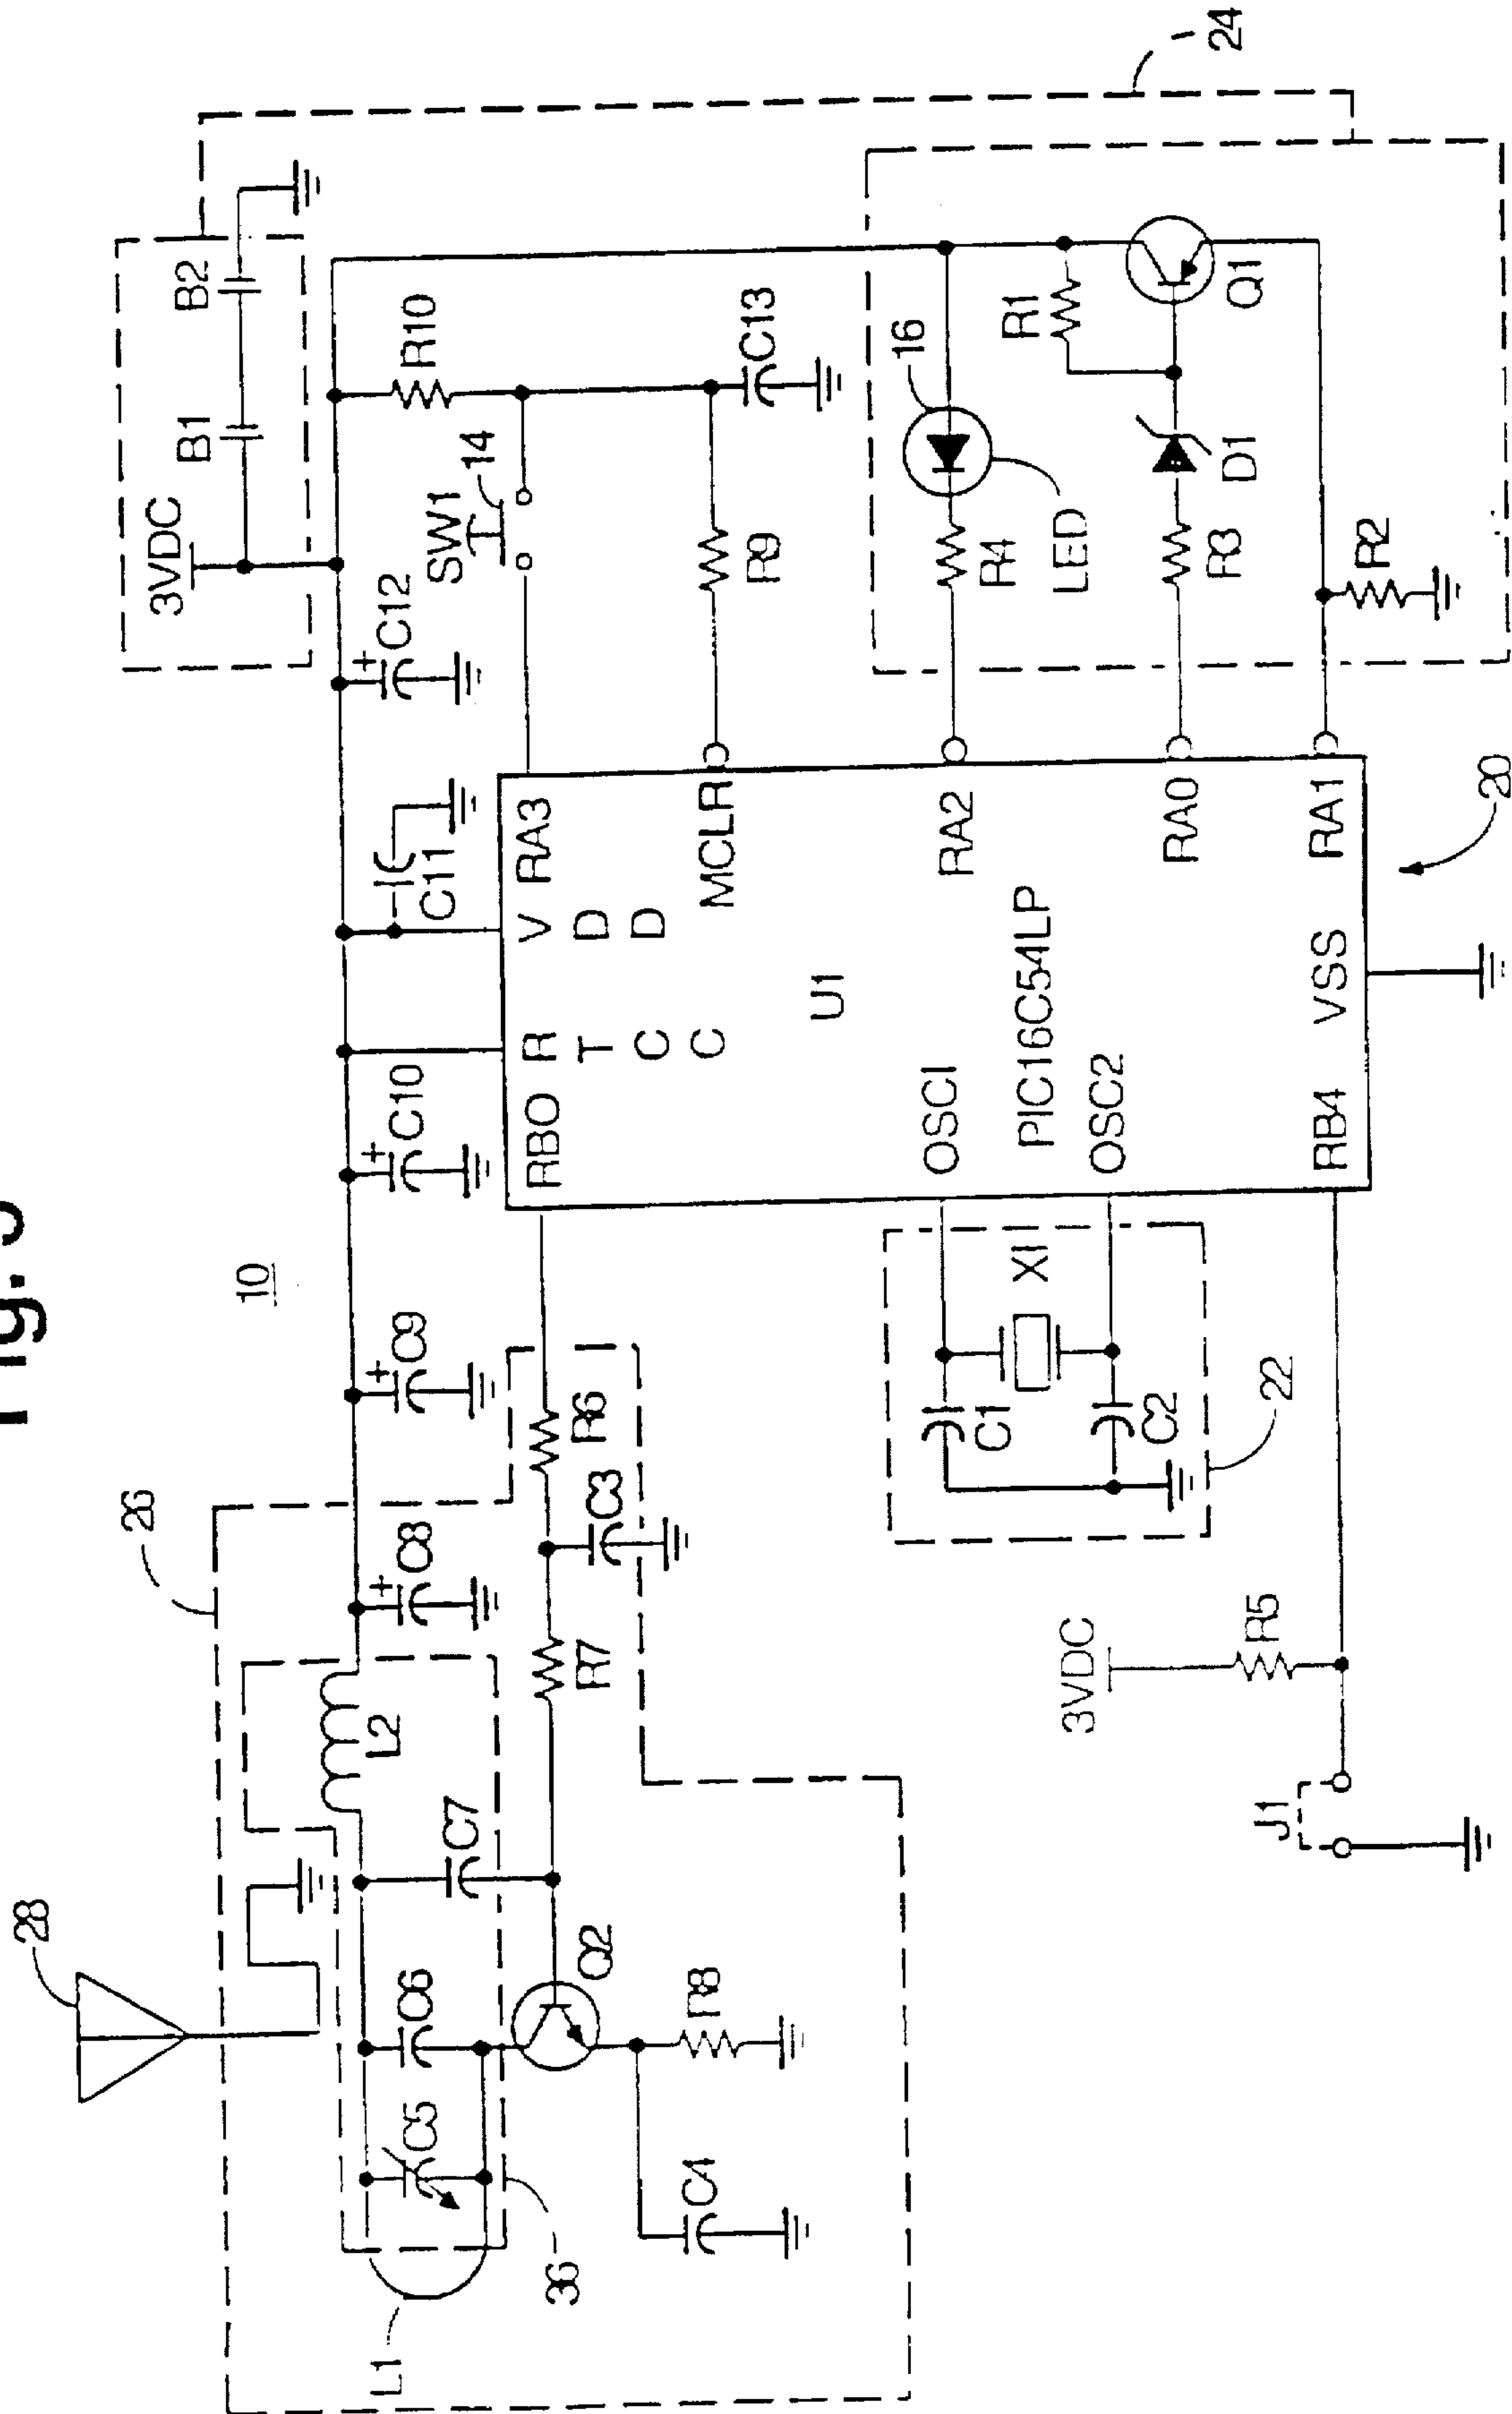 Fig.
28
26
10
3VDC
B1
B2
24
L1
C5
C6
L2
C7
C8
C9
C10
C11
C12
R10
SW1
14
C13
36
Q2
R7
C3
R6
RBO
RTCC
VDD
RA3
MCLR
R9
C4
R8
U1
OSC1
PIC16C54LP
OSC2
RA2
R4
16
LED
C1
X1
C2
22
RA0
R3
D1
R1
Q1
3VDC
R5
J1
RB4
VSS
RA1
R2
20